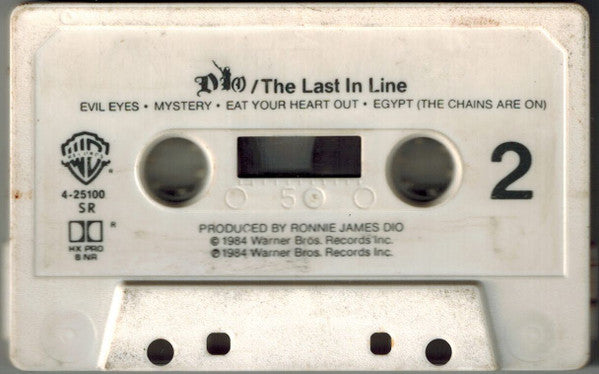 DIO/The Last In Line
EVIL EYES • MYSTERY • EAT YOUR HEART OUT • EGYPT (THE CHAINS ARE ON)
RECORDS ®
4-25100
SR
2
5
® 
HX PRO
B NR
PRODUCED BY RONNIE JAMES DIO
© 1984 Warner Bros. Records Inc.
℗ 1984 Warner Bros. Records Inc.